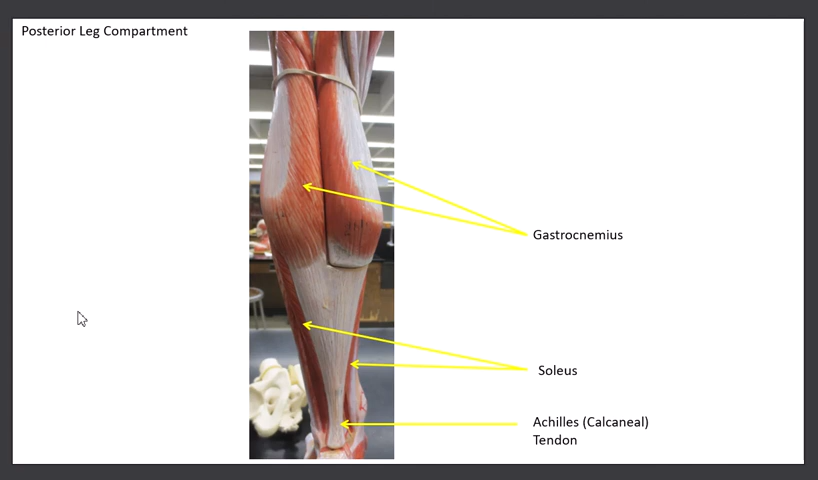 Posterior Leg Compartment
Gastrocnemius
Soleus
Achilles (Calcaneal)
Tendon